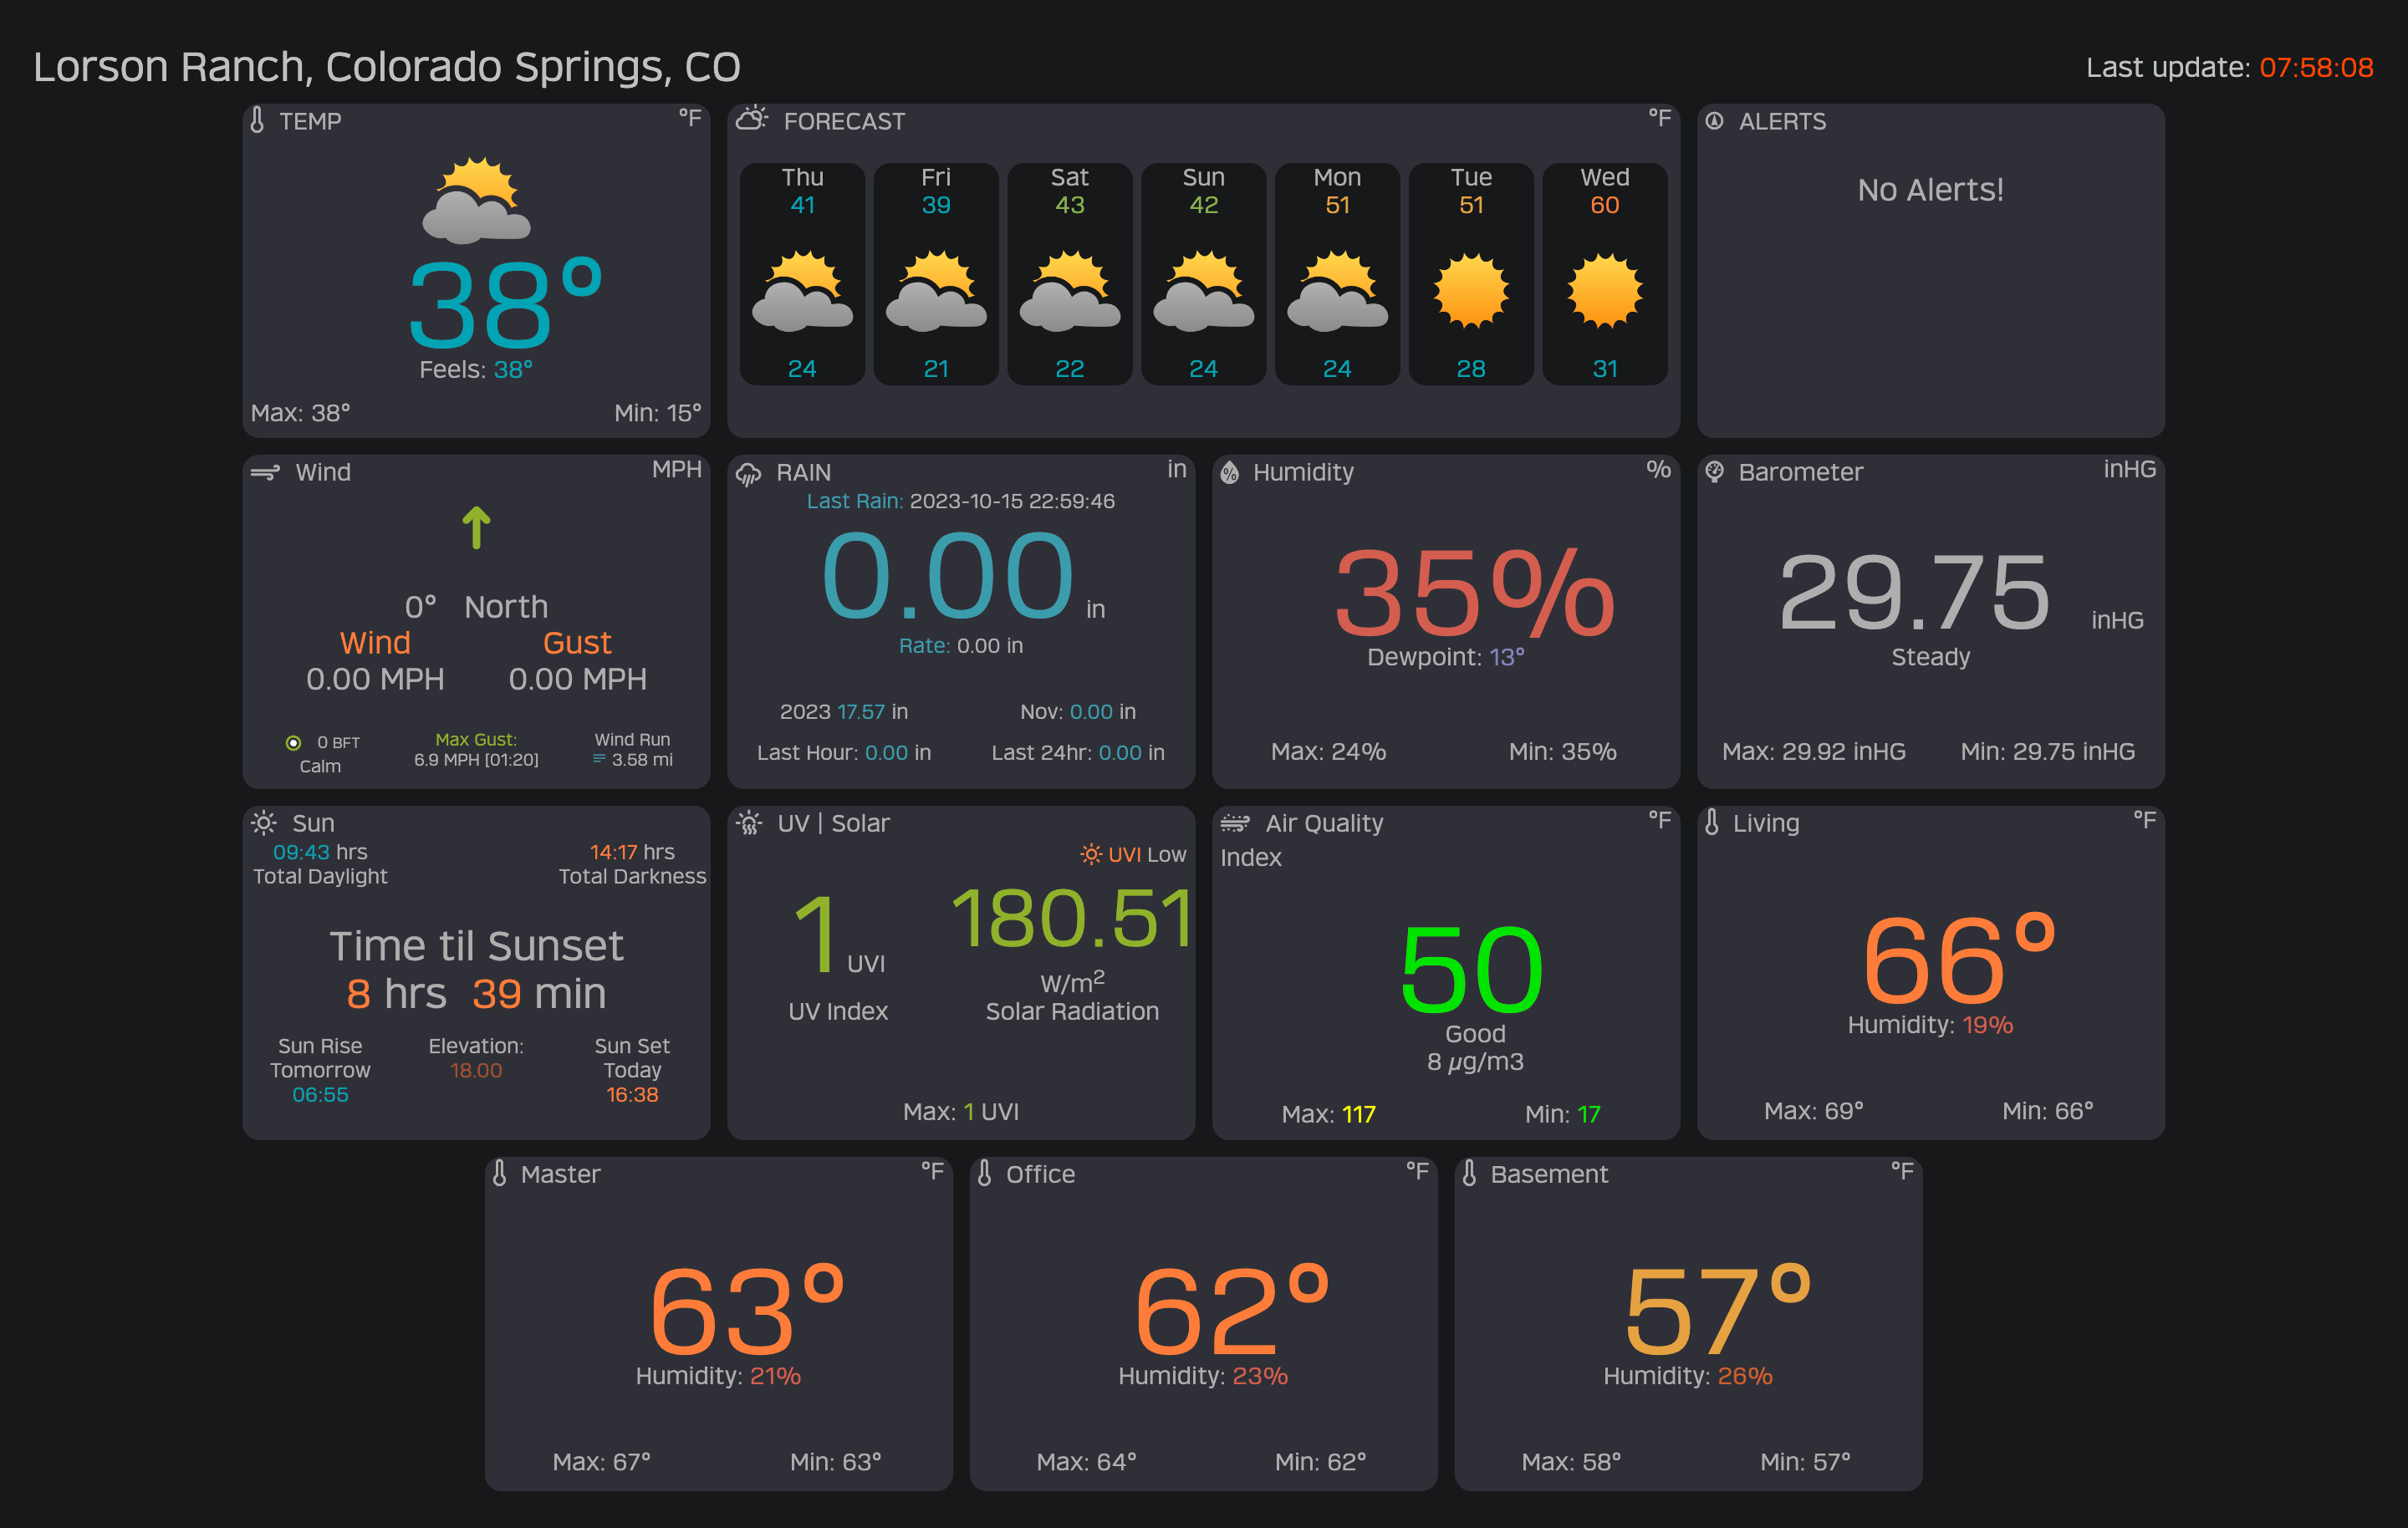 Lorson Ranch, Colorado Springs, CO
Last update: 07:58:08
TEMP °F
38°
Feels: 38°
Max: 38° Min: 15°
FORECAST °F
Thu Fri Sat Sun Mon Tue Wed
41 39 43 42 51 51 60
24 21 22 24 24 28 31
ALERTS
No Alerts!
Wind MPH
0° North
Wind Gust
0.00 MPH 0.00 MPH
0 BFT
Calm
Max Gust:
6.9 MPH [01:20]
Wind Run
3.58 mi
RAIN in
Last Rain: 2023-10-15 22:59:46
0.00 in
Rate: 0.00 in
2023 17.57 in Nov: 0.00 in
Last Hour: 0.00 in Last 24hr: 0.00 in
Humidity %
35%
Dewpoint: 13°
Max: 24% Min: 35%
Barometer inHG
29.75 inHG
Steady
Max: 29.92 inHG Min: 29.75 inHG
Sun
09:43 hrs
Total Daylight
14:17 hrs
Total Darkness
Time til Sunset
8 hrs 39 min
Sun Rise
Tomorrow
06:55
Elevation:
18.00
Sun Set
Today
16:38
UV | Solar
UVI Low
1 UVI
UV Index
180.51
W/m²
Solar Radiation
Max: 1 UVI
Air Quality °F
Index
50
Good
8 µg/m3
Max: 117 Min: 17
Living °F
66°
Humidity: 19%
Max: 69° Min: 66°
Master °F
63°
Humidity: 21%
Max: 67° Min: 63°
Office °F
62°
Humidity: 23%
Max: 64° Min: 62°
Basement °F
57°
Humidity: 26%
Max: 58° Min: 57°